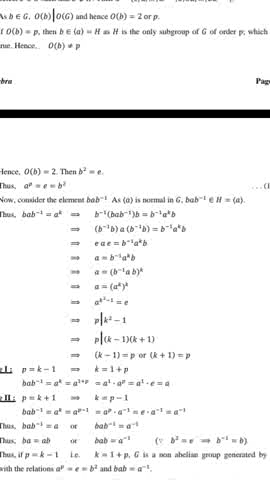 As b ∈ G, O(b) | O(G) and hence O(b) = 2 or p.
f O(b) = p, then b ∈ ⟨a⟩ = H as H is the only subgroup of G of order p; which
rue. Hence, O(b) ≠ p
bra Page
Hence, O(b) = 2. Then b² = e.
Thus, aᵖ = e = b² … (
Now, consider the element bab⁻¹ As ⟨a⟩ is normal in G, bab⁻¹ ∈ H = ⟨a⟩.
Thus, bab⁻¹ = aᵏ ⟹ b⁻¹(bab⁻¹)b = b⁻¹aᵏb
⟹ (b⁻¹b) a (b⁻¹b) = b⁻¹aᵏb
⟹ e a e = b⁻¹aᵏb
⟹ a = b⁻¹aᵏb
⟹ a = (b⁻¹a b)ᵏ
⟹ a = (aᵏ)ᵏ
⟹ aᵏ²⁻¹ = e
⟹ p | k² − 1
⟹ p | (k − 1)(k + 1)
⟹ (k − 1) = p or (k + 1) = p
e I : p = k − 1 ⟹ k = 1 + p
bab⁻¹ = aᵏ = a¹⁺ᵖ = a¹ · aᵖ = a¹ · e = a
e II : p = k + 1 ⟹ k = p − 1
bab⁻¹ = aᵏ = aᵖ⁻¹ = aᵖ · a⁻¹ = e · a⁻¹ = a⁻¹
Thus, bab⁻¹ = a or bab⁻¹ = a⁻¹
Thus; ba = ab or bab = a⁻¹ (∵ b² = e ⟹ b⁻¹ = b)
Thus, if p = k − 1 i.e. k = 1 + p, G is a non abelian group generated by
with the relations aᵖ = e = b² and bab = a⁻¹.